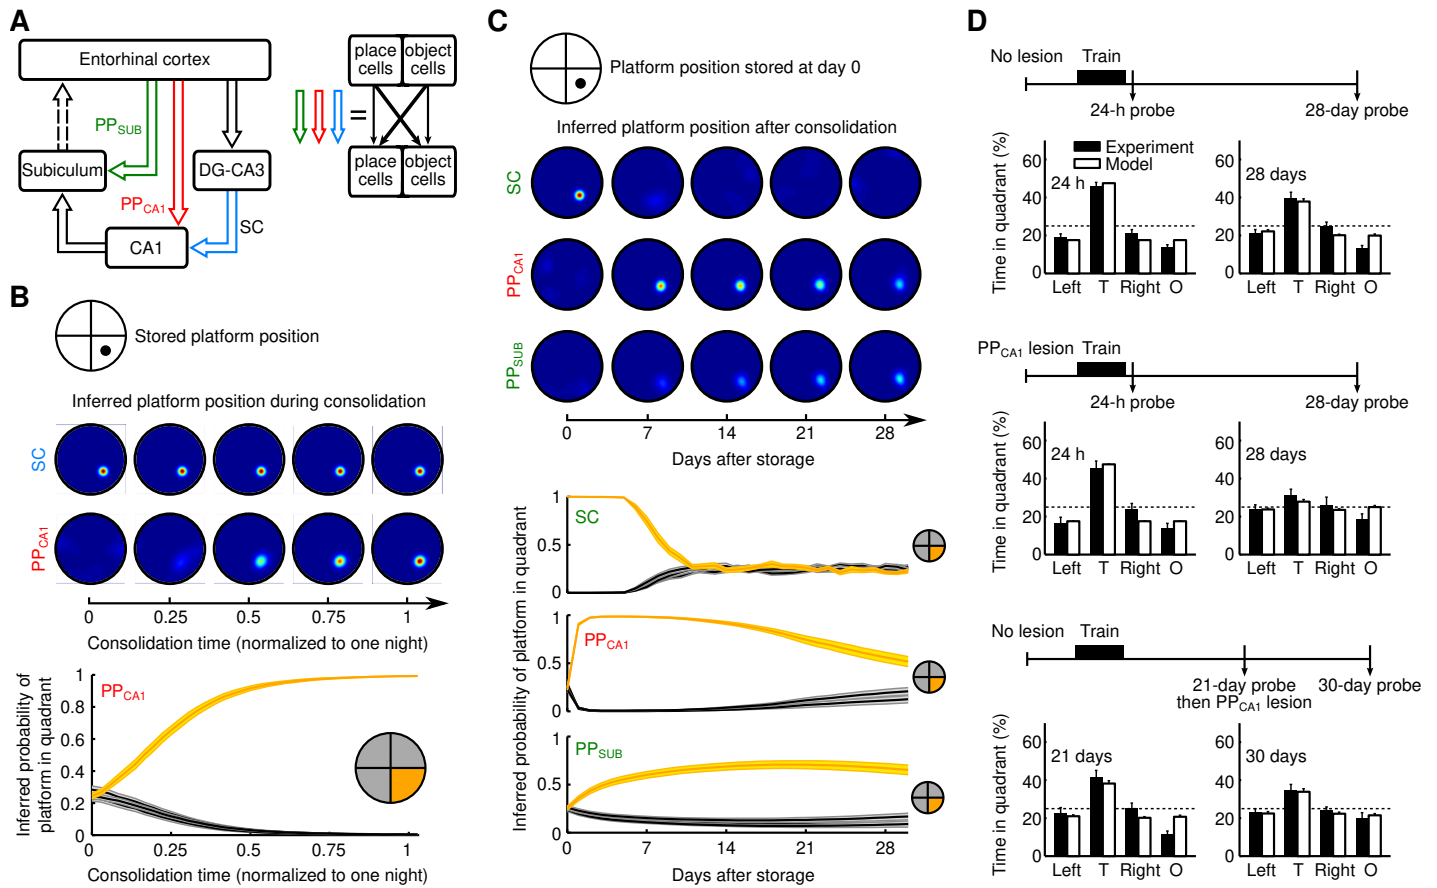 A
Entorhinal cortex
PP_SUB
Subiculum
DG-CA3
PP_CA1
SC
CA1
place cells
object cells
=
place cells
object cells
B
Stored platform position
Inferred platform position during consolidation
SC
PP_CA1
0 0.25 0.5 0.75 1
Consolidation time (normalized to one night)
PP_CA1
1
0.8
0.6
0.4
0.2
0
Inferred probability of
platform in quadrant
0 0.25 0.5 0.75 1
Consolidation time (normalized to one night)
C
Platform position stored at day 0
Inferred platform position after consolidation
SC
PP_CA1
PP_SUB
0 7 14 21 28
Days after storage
Inferred probability of platform in quadrant
1
0.5
0
SC
1
0.5
0
PP_CA1
1
0.5
0
PP_SUB
0 7 14 21 28
Days after storage
D
No lesion Train
24-h probe 28-day probe
Time in quadrant (%)
60
40
20
0
24 h
Experiment
Model
Left T Right O
60
40
20
0
28 days
Left T Right O
PP_CA1 lesion Train
24-h probe 28-day probe
Time in quadrant (%)
60
40
20
0
24 h
Left T Right O
60
40
20
0
28 days
Left T Right O
No lesion Train
21-day probe 30-day probe
then PP_CA1 lesion
Time in quadrant (%)
60
40
20
0
21 days
Left T Right O
60
40
20
0
30 days
Left T Right O